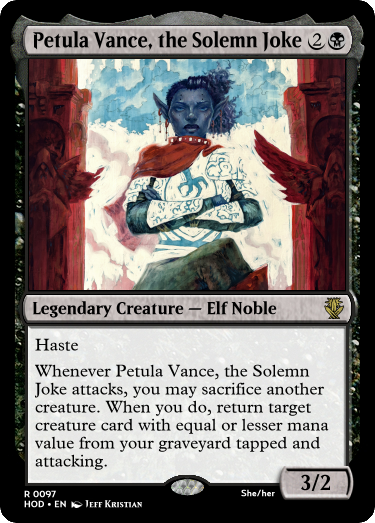 Petula Vance, the Solemn Joke 2
Legendary Creature — Elf Noble
Haste
Whenever Petula Vance, the Solemn
Joke attacks, you may sacrifice another
creature. When you do, return target
creature card with equal or lesser mana
value from your graveyard tapped and
attacking.
3/2
R 0097
She/her
HOD • EN Jeff Kristian